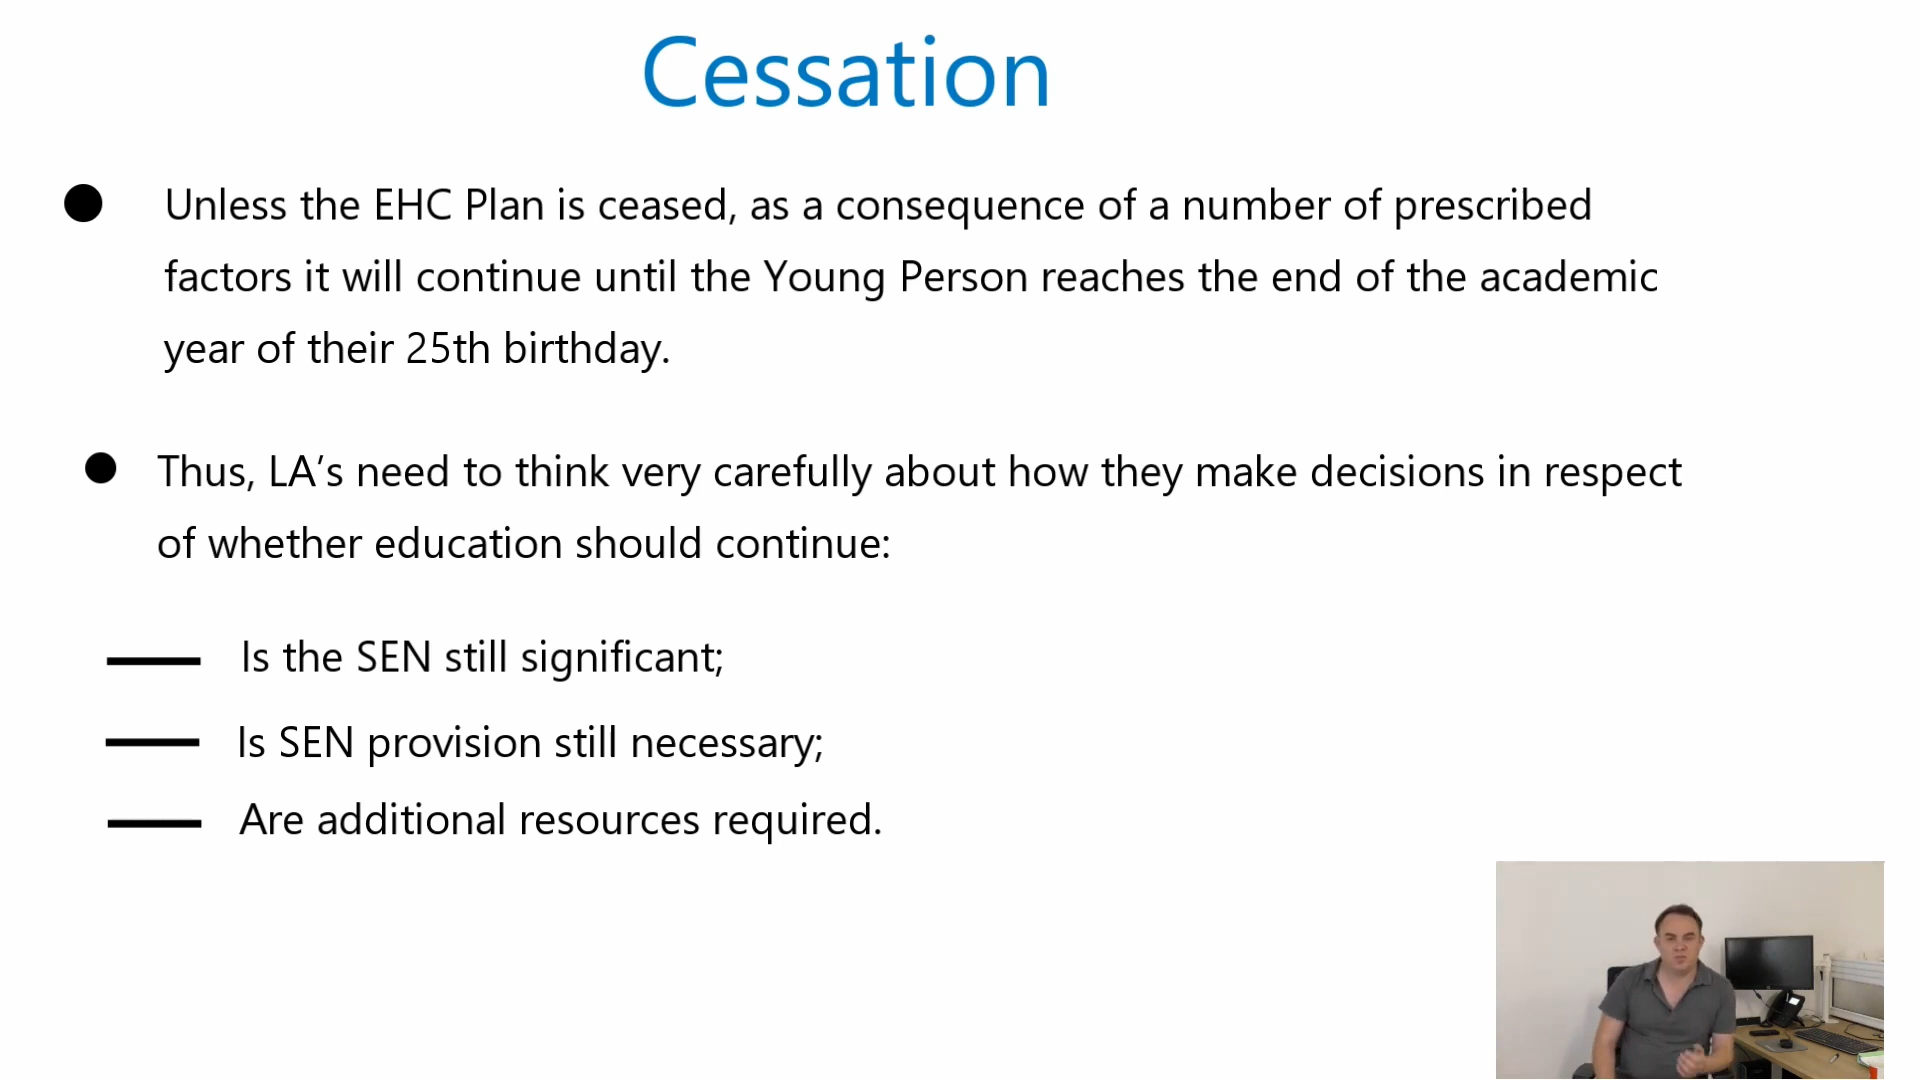 Cessation
Unless the EHC Plan is ceased, as a consequence of a number of prescribed
factors it will continue until the Young Person reaches the end of the academic
year of their 25th birthday.
Thus, LA’s need to think very carefully about how they make decisions in respect
of whether education should continue:
Is the SEN still significant;
Is SEN provision still necessary;
Are additional resources required.